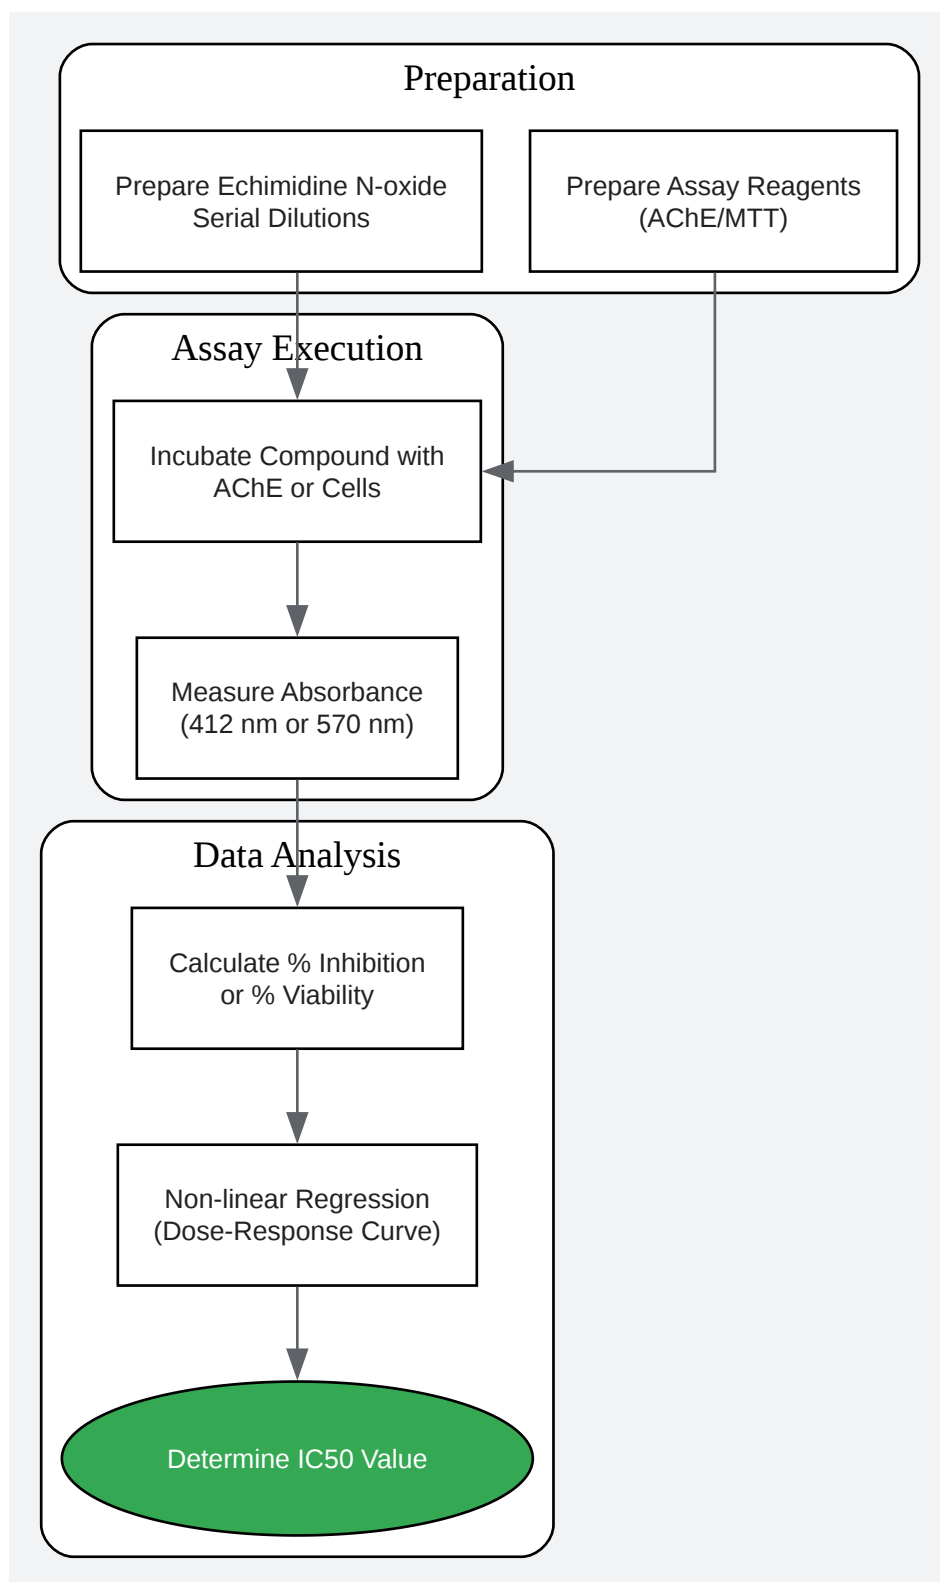 Preparation
Prepare Echimidine N-oxide
Serial Dilutions
Prepare Assay Reagents
(AChE/MTT)
Assay Execution
Incubate Compound with
AChE or Cells
Measure Absorbance
(412 nm or 570 nm)
Data Analysis
Calculate % Inhibition
or % Viability
Non-linear Regression
(Dose-Response Curve)
Determine IC50 Value